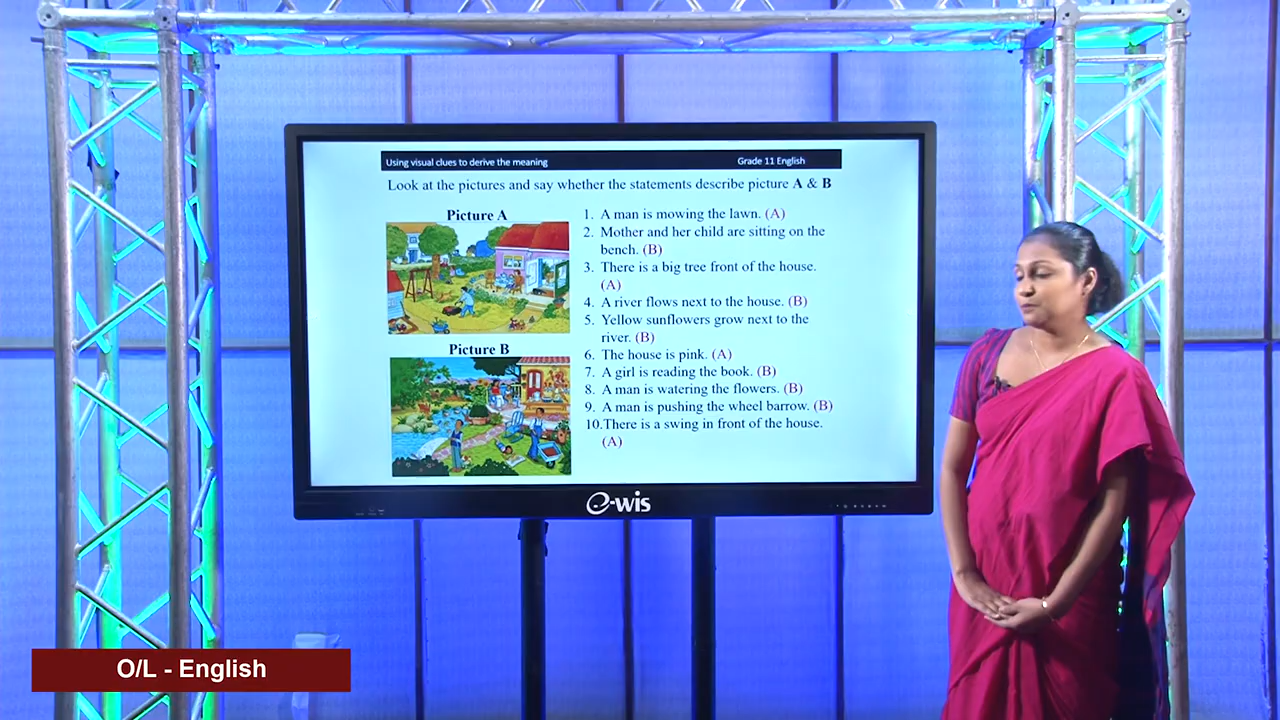 Using visual clues to derive the meaning Grade 11 English
Look at the pictures and say whether the statements describe picture A & B
Picture A
Picture B
1. A man is mowing the lawn. (A)
2. Mother and her child are sitting on the
bench. (B)
3. There is a big tree front of the house.
(A)
4. A river flows next to the house. (B)
5. Yellow sunflowers grow next to the
river. (B)
6. The house is pink. (A)
7. A girl is reading the book. (B)
8. A man is watering the flowers. (B)
9. A man is pushing the wheel barrow. (B)
10.There is a swing in front of the house.
(A)
e-wis
O/L - English